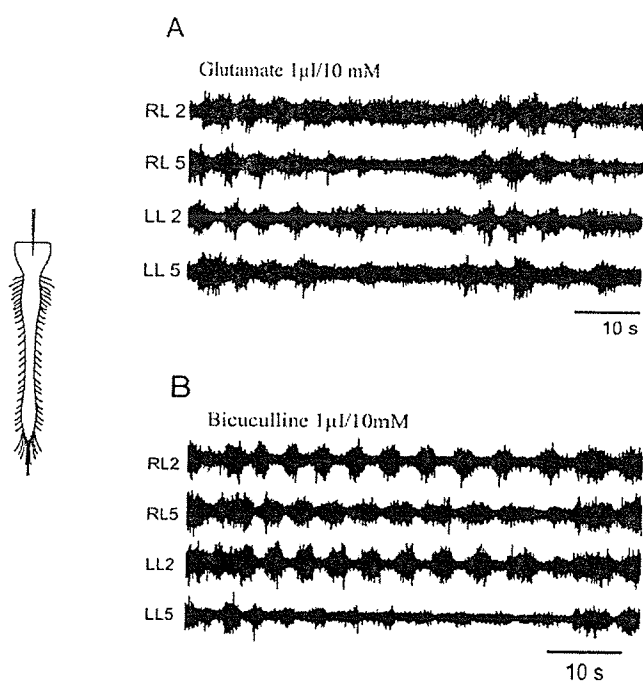 A
Glutamate 1µl/10 mM
RL 2
RL 5
LL 2
LL 5
10 s
B
Bicuculline 1µl/10mM
RL2
RL5
LL2
LL5
10 s